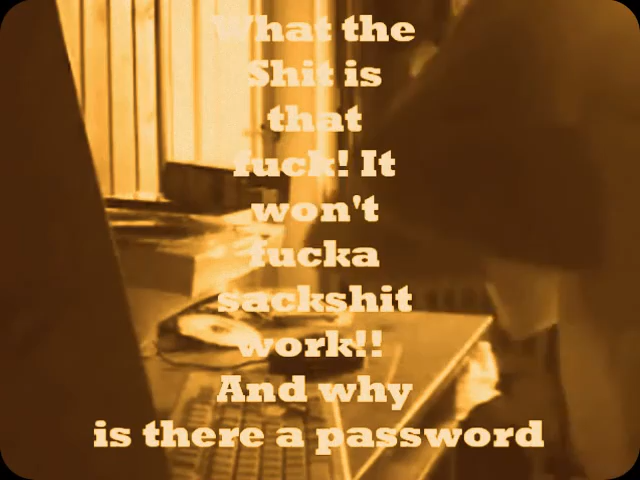 What the
Shit is
that
fuck! It
won't
fucka
sackshit
work!!
And why
is there a password